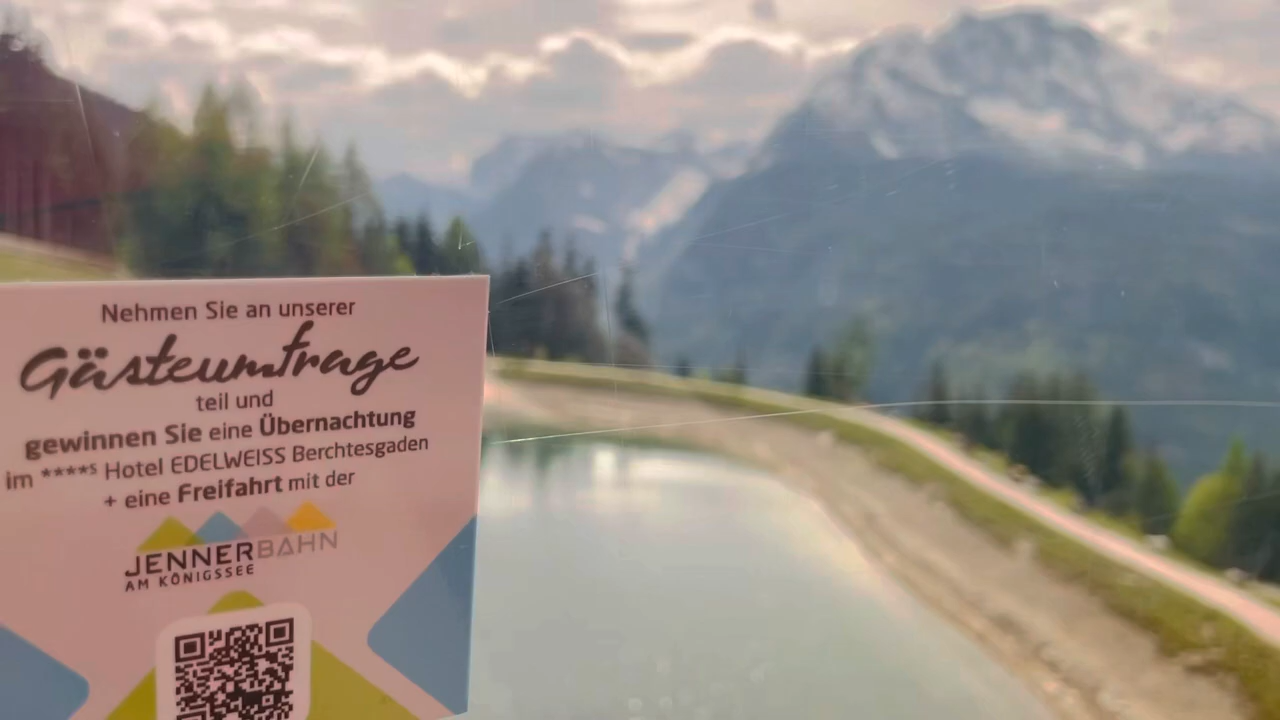 Nehmen Sie an unserer
Gästeumfrage
teil und
gewinnen Sie eine Übernachtung
im ****S Hotel EDELWEISS Berchtesgaden
+ eine Freifahrt mit der
JENNERBAHN
AM KÖNIGSSEE